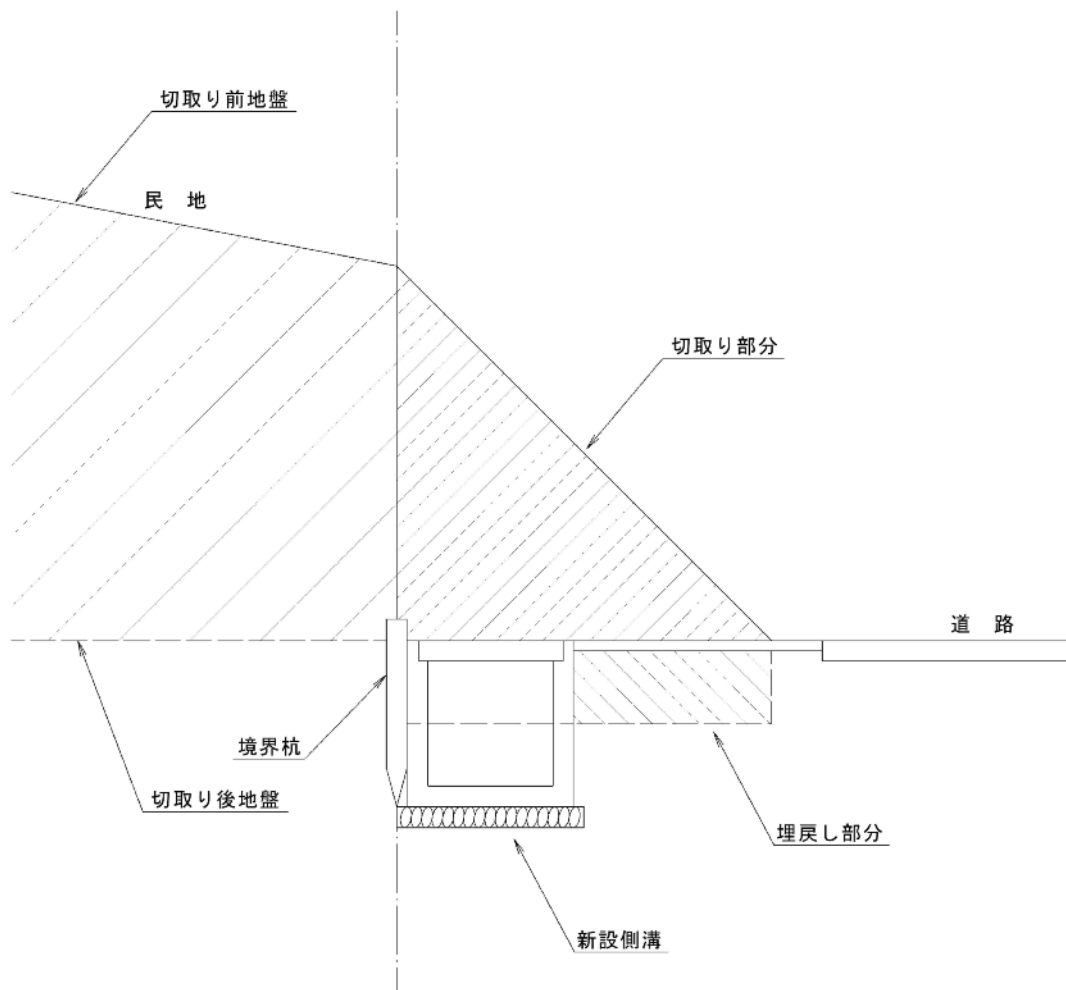 切取り前地盤
民 地
切取り部分
道 路
境界杭
切取り後地盤
埋戻し部分
新設側溝